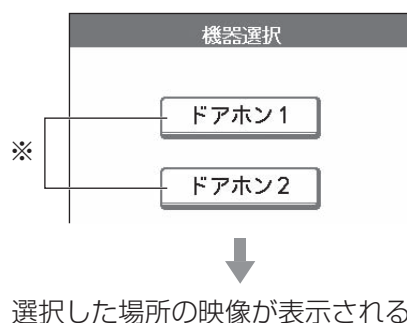 機器選択
ドアホン1
※
ドアホン2
選択した場所の映像が表示される